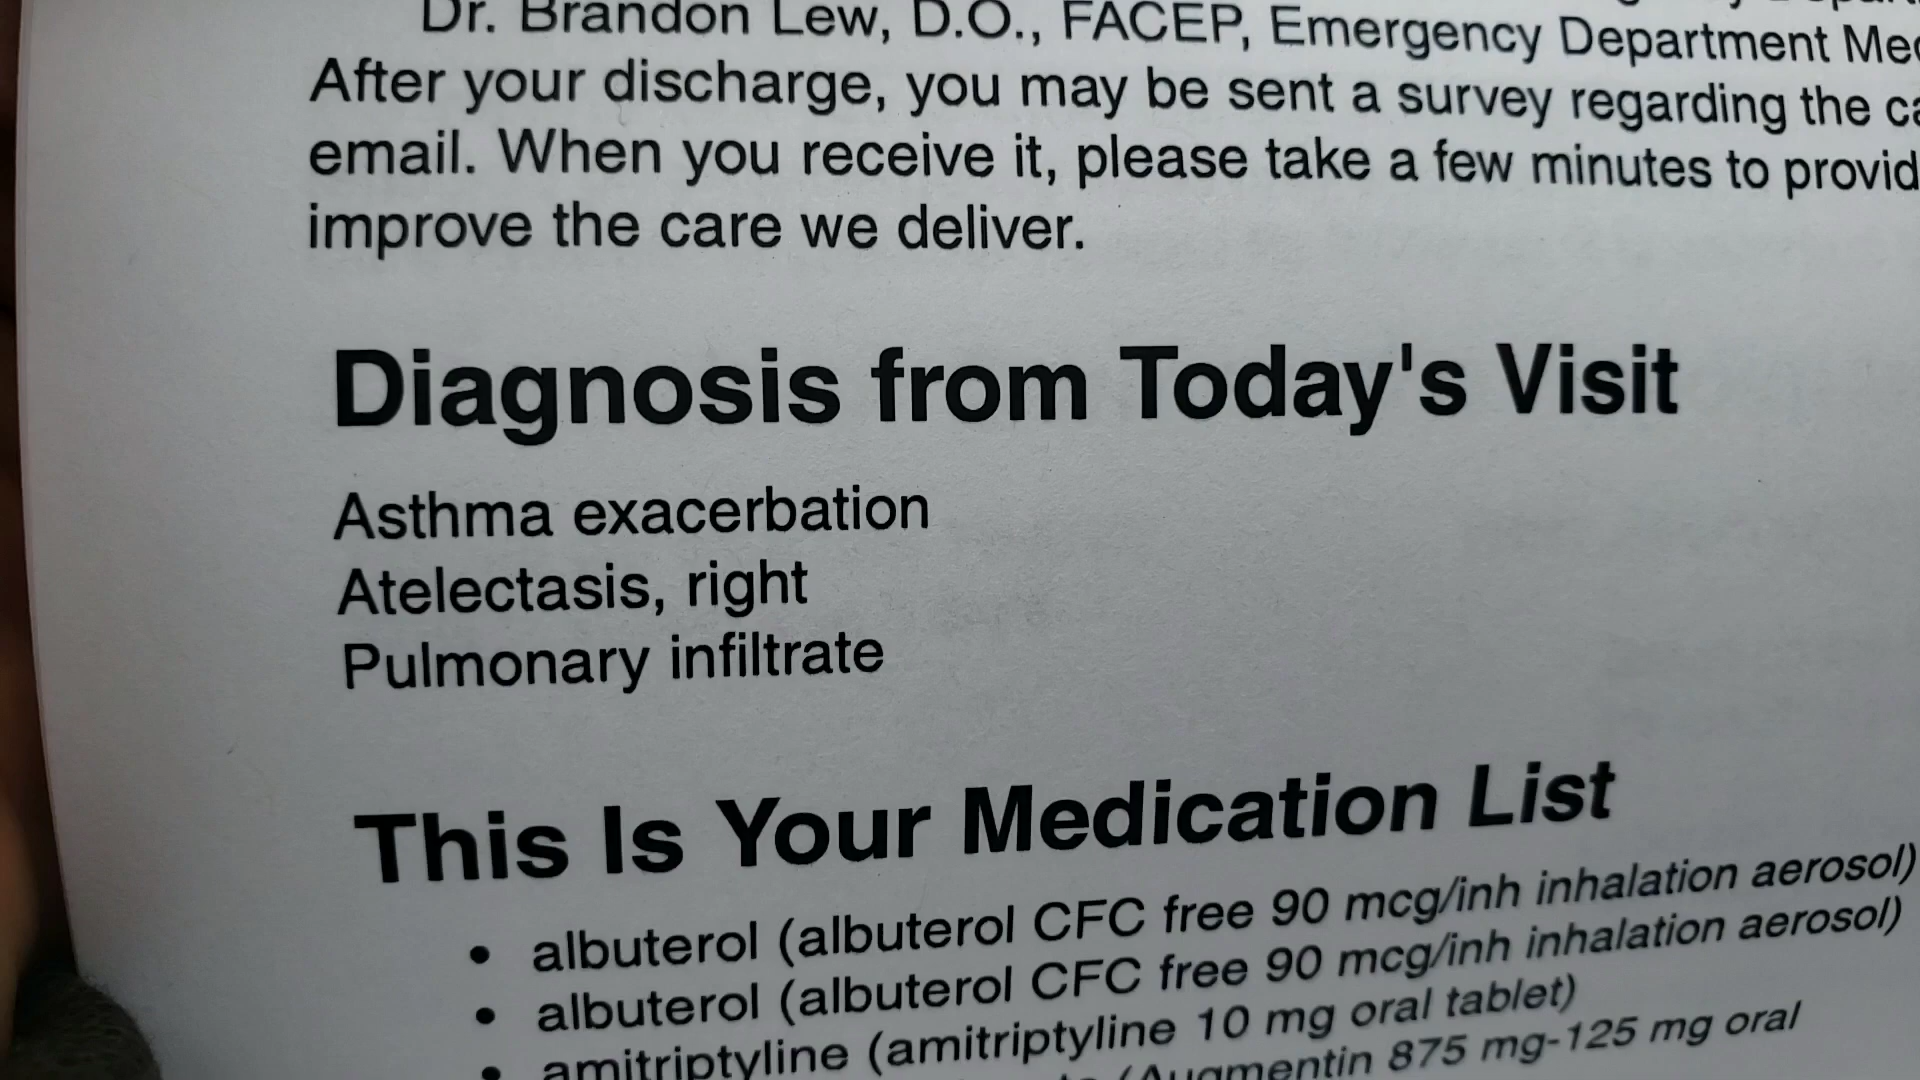 Dr. Brandon Lew, D.O., FACEP, Emergency Department
After your discharge, you may be sent a survey regarding the
email. When you receive it, please take a few minutes to
improve the care we deliver.
Diagnosis from Today's Visit
Asthma exacerbation
Atelectasis, right
Pulmonary infiltrate
This Is Your Medication List
• albuterol (albuterol CFC free 90 mcg/inh inhalation aerosol)
• albuterol (albuterol CFC free 90 mcg/inh inhalation aerosol)
• amitriptyline (amitriptyline 10 mg oral tablet)
(Augmentin 875 mg-125 mg oral